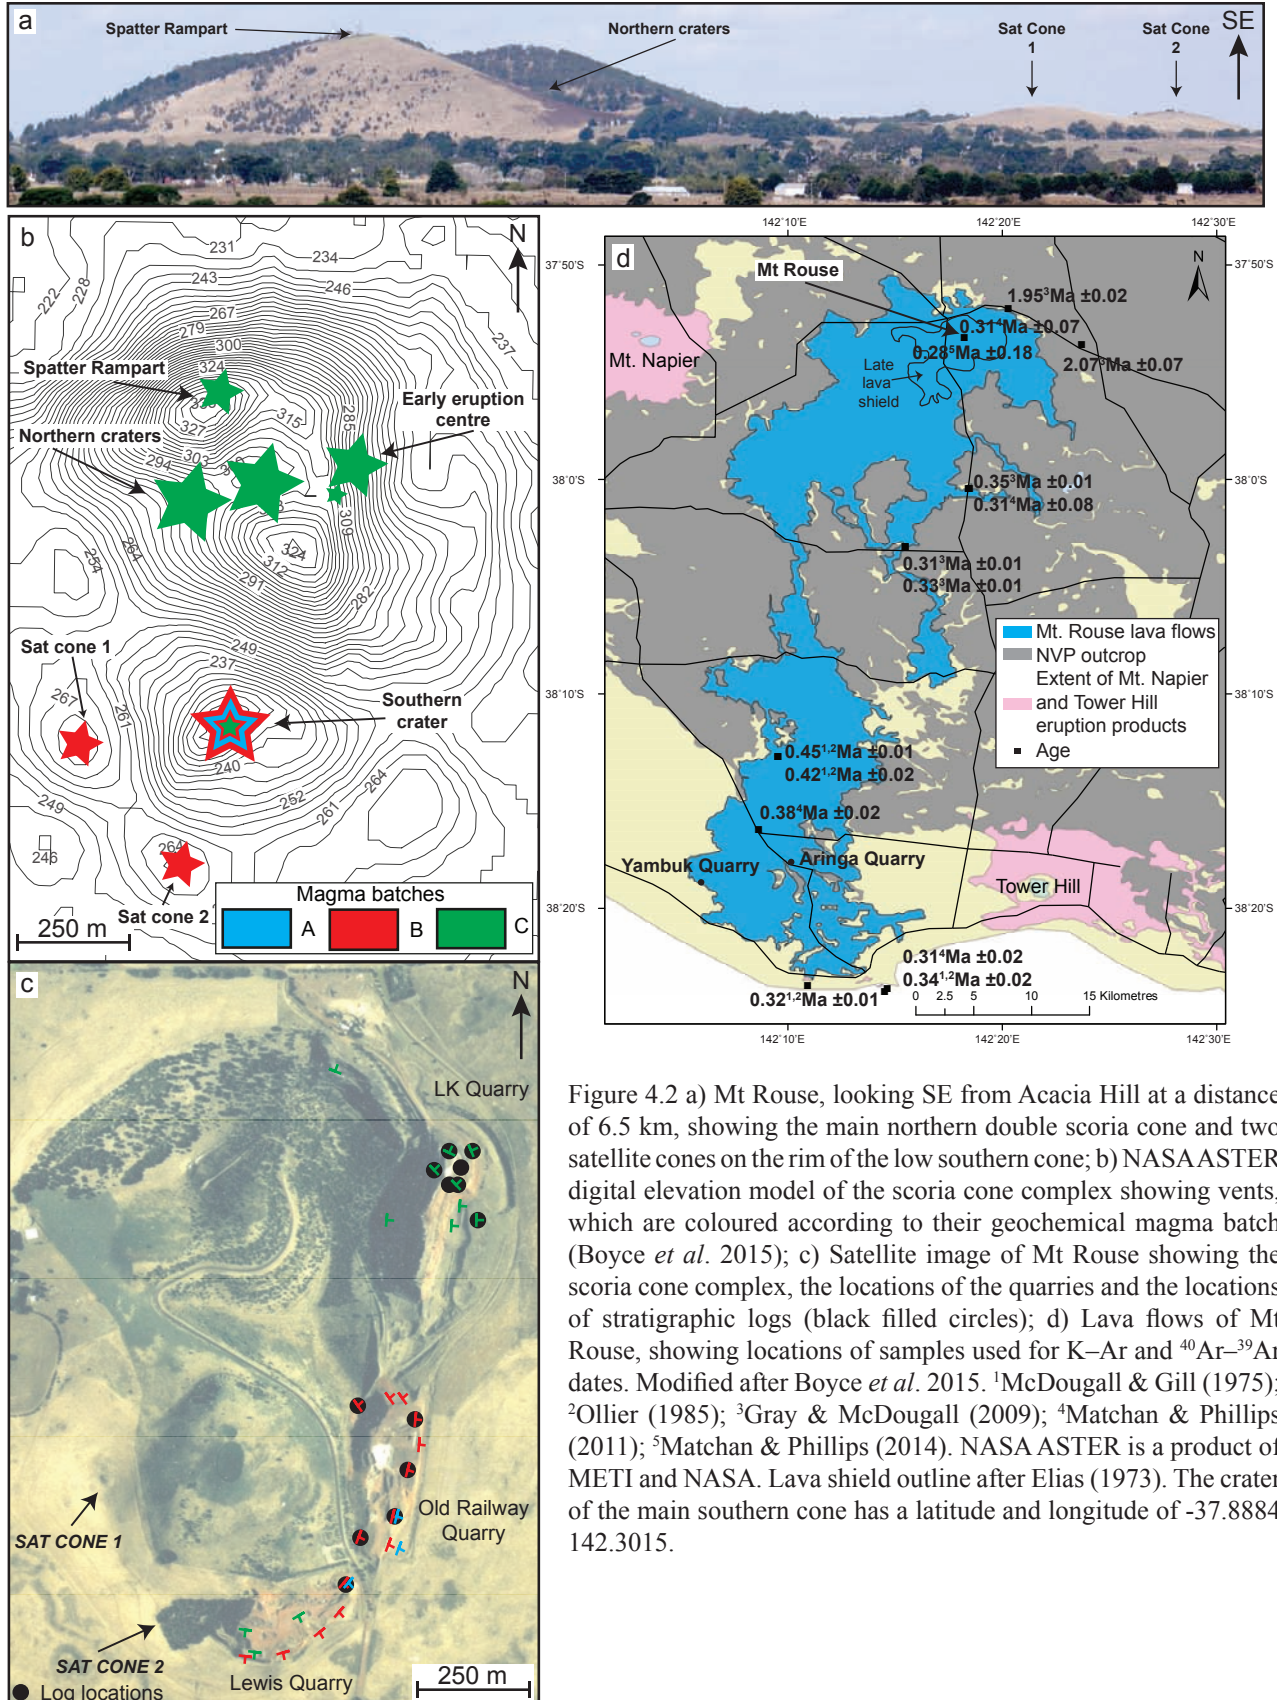 a
Spatter Rampart
Northern craters
Sat Cone
1
Sat Cone
2
SE
b
N
231
234
222
228
243
246
267
279
237
300
324
Spatter Rampart
315
285
327
Early eruption
centre
Northern craters
303
294
309
324
312
264
254
291
282
249
Sat cone 1
237
267
261
Southern
crater
240
264
252
249
261
246
264
Sat cone 2
Magma batches
A
B
C
250 m
c
N
LK Quarry
Old Railway
Quarry
SAT CONE 1
SAT CONE 2
Lewis Quarry
Log locations
250 m
142°10'E
142°20'E
142°30'E
37°50'S
d
N
Mt Rouse
1.95³Ma ±0.02
0.31⁴Ma ±0.07
Mt. Napier
0.28⁵Ma ±0.18
2.07³Ma ±0.07
Late
lava
shield
38°0'S
0.35³Ma ±0.01
0.31⁴Ma ±0.08
0.31³Ma ±0.01
0.33³Ma ±0.01
Mt. Rouse lava flows
NVP outcrop
Extent of Mt. Napier
and Tower Hill
eruption products
Age
38°10'S
0.45¹,²Ma ±0.01
0.42¹,²Ma ±0.02
0.38⁴Ma ±0.02
Aringa Quarry
Yambuk Quarry
Tower Hill
38°20'S
0.31⁴Ma ±0.02
0.34¹,²Ma ±0.02
0.32¹,²Ma ±0.01
0 2.5 5 10 15 Kilometres
142°10'E
142°20'E
142°30'E
Figure 4.2 a) Mt Rouse, looking SE from Acacia Hill at a distance
of 6.5 km, showing the main northern double scoria cone and two
satellite cones on the rim of the low southern cone; b) NASA ASTER
digital elevation model of the scoria cone complex showing vents,
which are coloured according to their geochemical magma batch
(Boyce et al. 2015); c) Satellite image of Mt Rouse showing the
scoria cone complex, the locations of the quarries and the locations
of stratigraphic logs (black filled circles); d) Lava flows of Mt
Rouse, showing locations of samples used for K–Ar and ⁴⁰Ar–³⁹Ar
dates. Modified after Boyce et al. 2015. ¹McDougall & Gill (1975);
²Ollier (1985); ³Gray & McDougall (2009); ⁴Matchan & Phillips
(2011); ⁵Matchan & Phillips (2014). NASA ASTER is a product of
METI and NASA. Lava shield outline after Elias (1973). The crater
of the main southern cone has a latitude and longitude of -37.8884
142.3015.